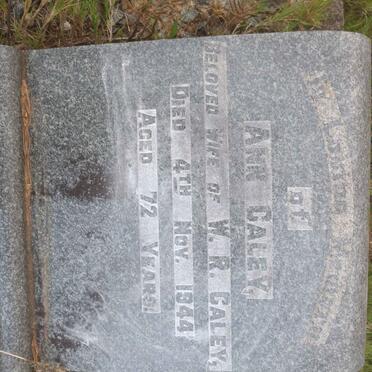 of
ANN CALEY
BELOVED WIFE OF W. R. CALEY,
DIED 4TH NOV. 1944
AGED 72 YEARS.